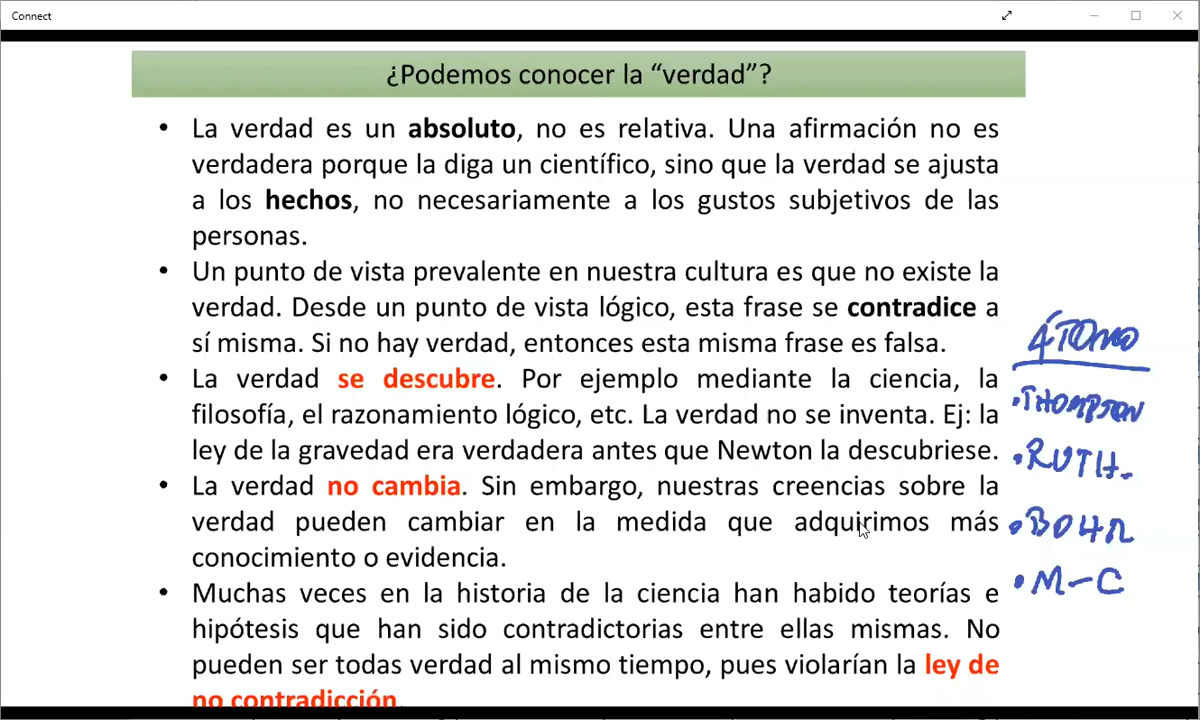 Connect
¿Podemos conocer la “verdad”?
• La verdad es un absoluto, no es relativa. Una afirmación no es
verdadera porque la diga un científico, sino que la verdad se ajusta
a los hechos, no necesariamente a los gustos subjetivos de las
personas.
• Un punto de vista prevalente en nuestra cultura es que no existe la
verdad. Desde un punto de vista lógico, esta frase se contradice a
sí misma. Si no hay verdad, entonces esta misma frase es falsa.
• La verdad se descubre. Por ejemplo mediante la ciencia, la
filosofía, el razonamiento lógico, etc. La verdad no se inventa. Ej: la
ley de la gravedad era verdadera antes que Newton la descubriese.
• La verdad no cambia. Sin embargo, nuestras creencias sobre la
verdad pueden cambiar en la medida que adquirimos más
conocimiento o evidencia.
• Muchas veces en la historia de la ciencia han habido teorías e
hipótesis que han sido contradictorias entre ellas mismas. No
pueden ser todas verdad al mismo tiempo, pues violarían la ley de
no contradicción.
ÁTOMO
• THOMPSON
• RUTH.
• BOHR
• M-C